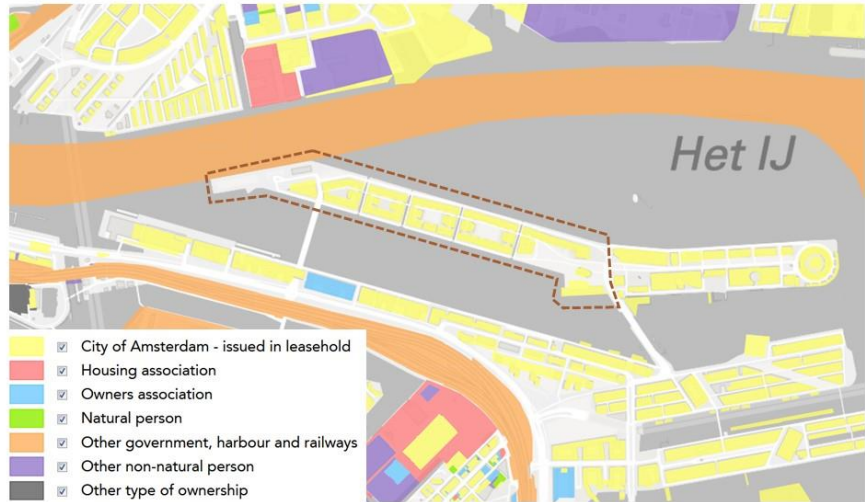 Het IJ
City of Amsterdam - issued in leasehold
Housing association
Owners association
Natural person
Other government, harbour and railways
Other non-natural person
Other type of ownership